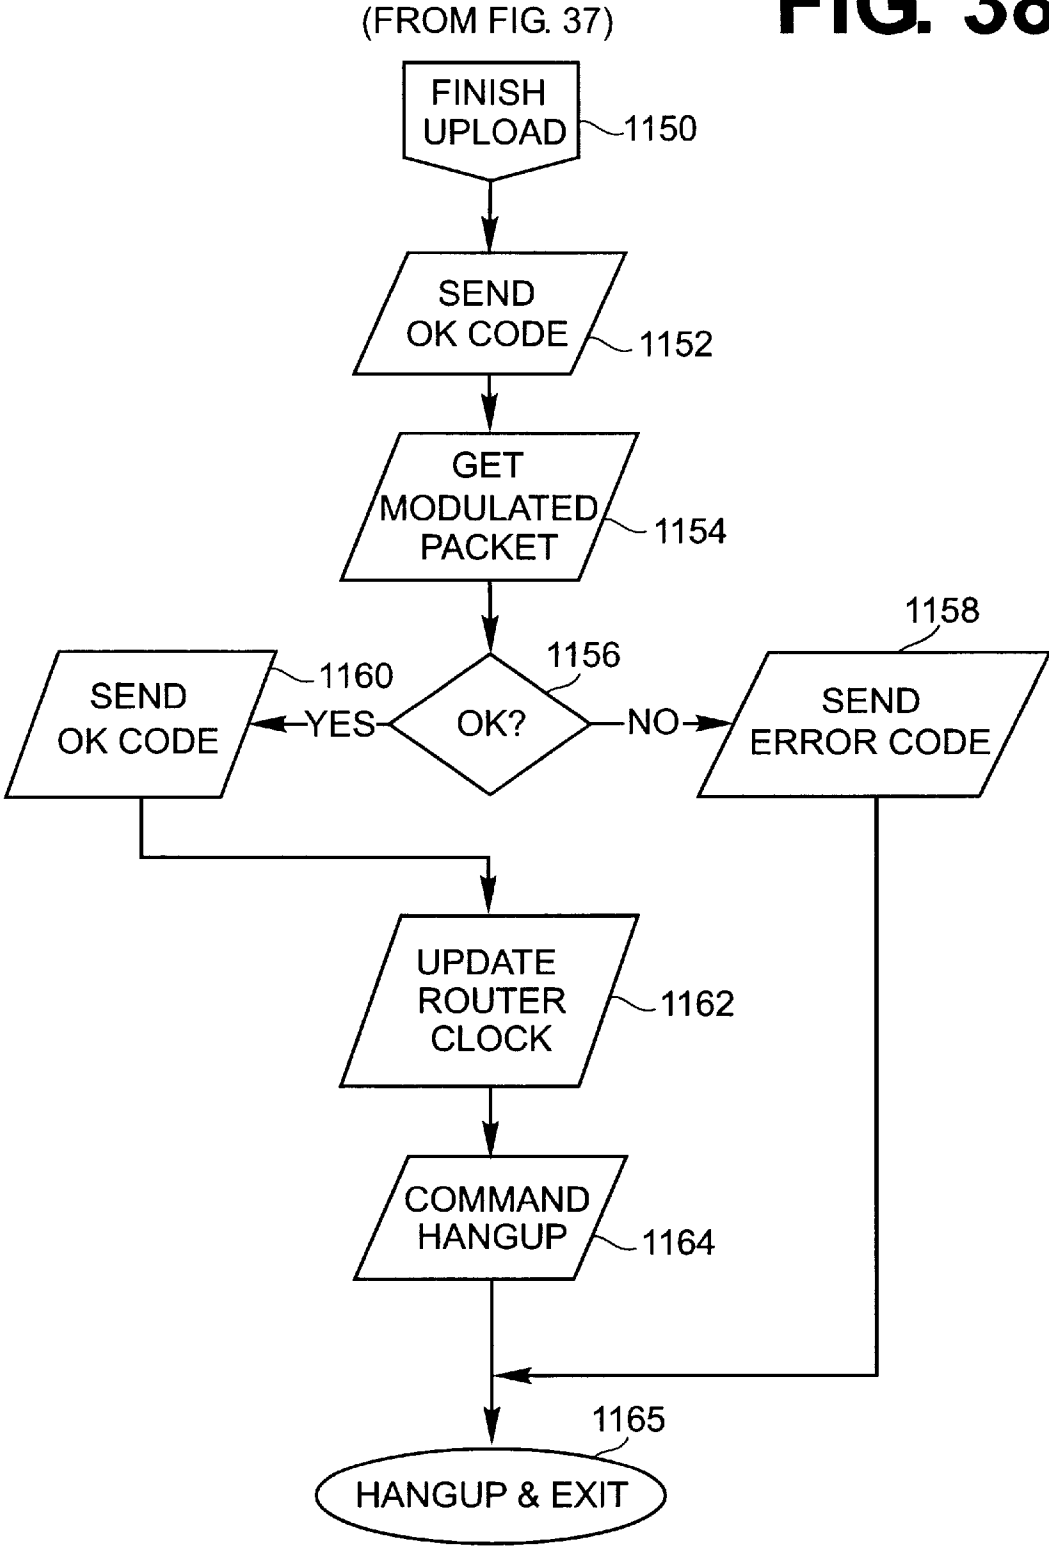 (FROM FIG. 37)
FIG. 38
FINISH
UPLOAD
1150
SEND
OK CODE
1152
GET
MODULATED
PACKET
1154
1156
OK?
YES
NO
1158
SEND
ERROR CODE
1160
SEND
OK CODE
UPDATE
ROUTER
CLOCK
1162
COMMAND
HANGUP
1164
1165
HANGUP & EXIT